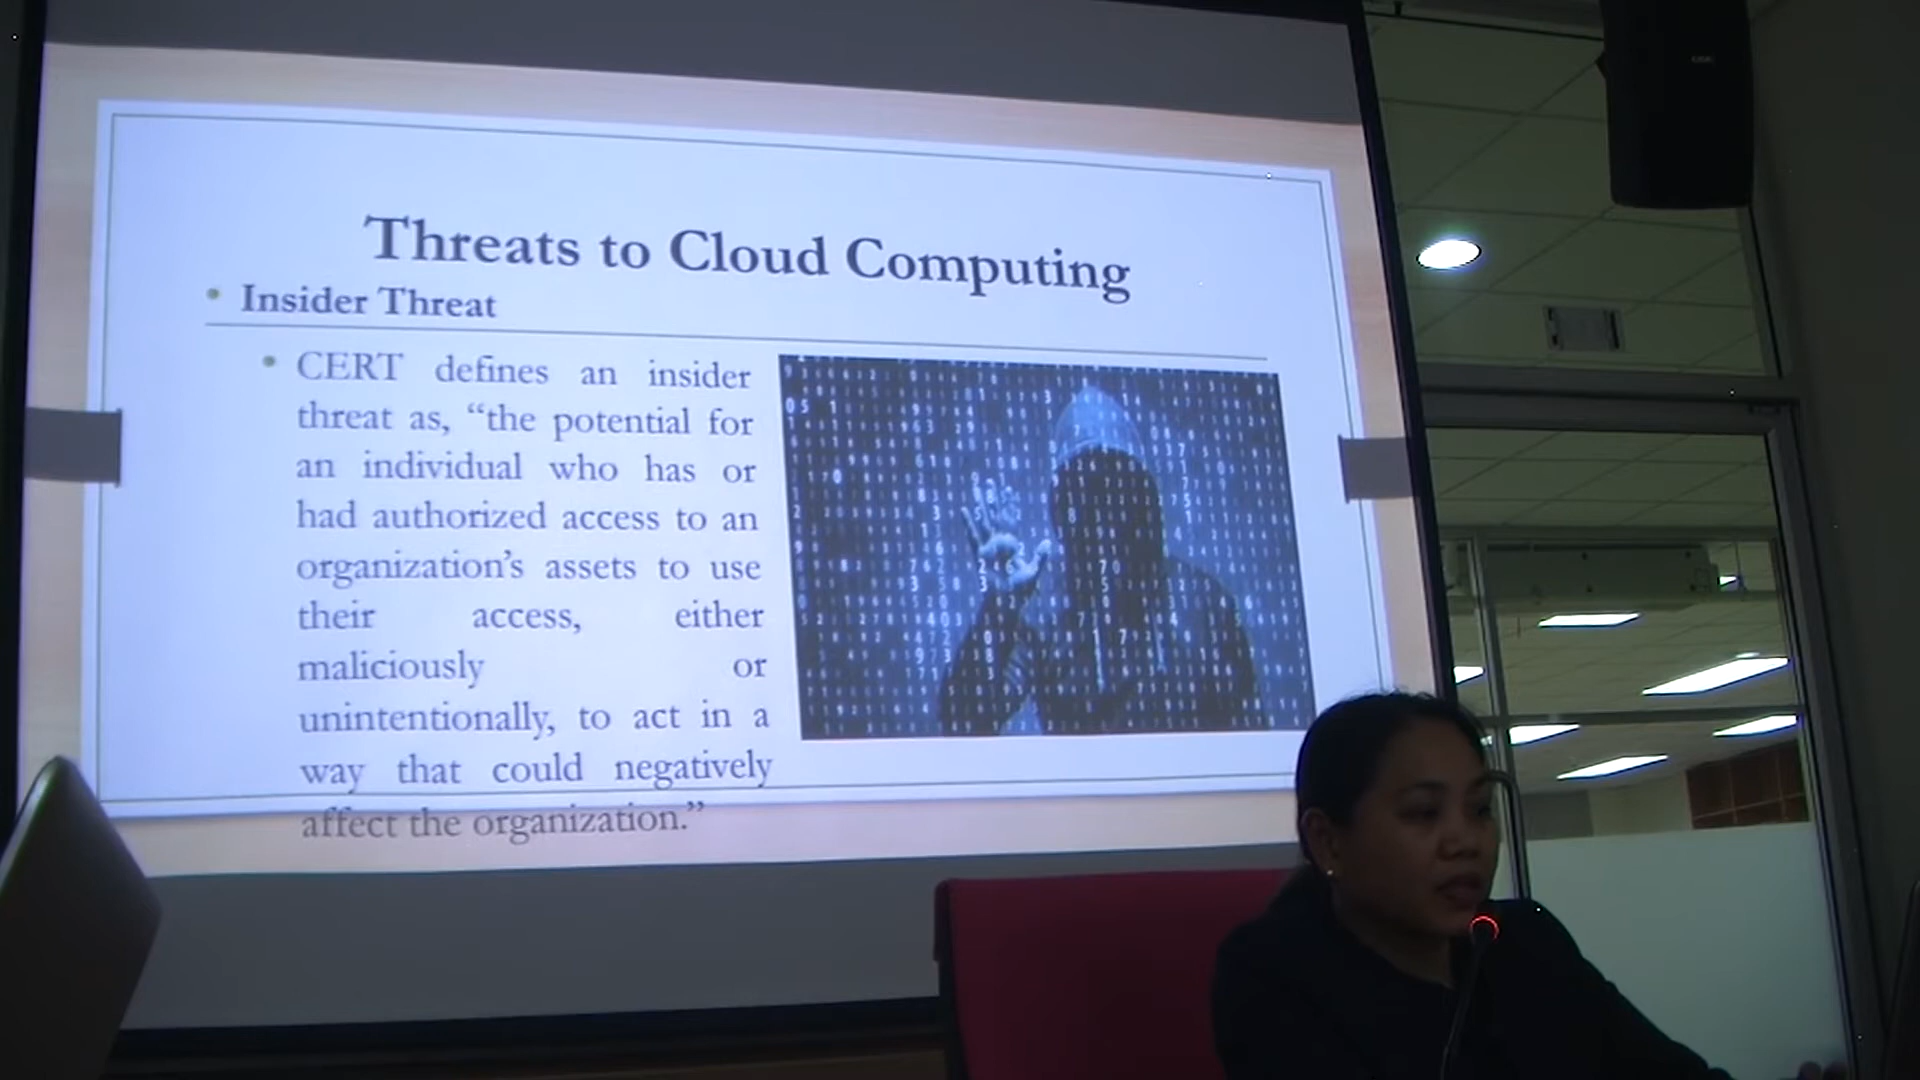 Threats to Cloud Computing
• Insider Threat
• CERT defines an insider
threat as, “the potential for
an individual who has or
had authorized access to an
organization’s assets to use
their access, either
maliciously or
unintentionally, to act in a
way that could negatively
affect the organization.”